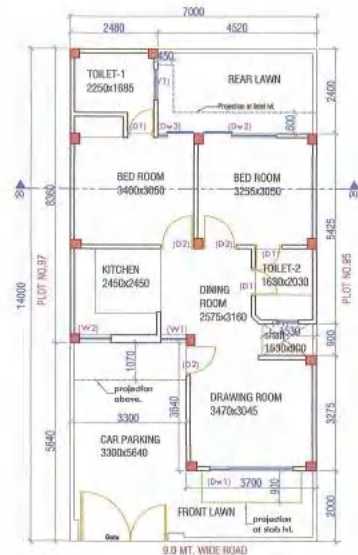 7000
2480
4520
450
TOILET-1
2250x1685
REAR LAWN
Projection at lintel lvl.
600
2400
(D1)
(Dw3)
(Dw2)
BED ROOM
3400x3050
BED ROOM
3255x3050
8360
5425
14000
PLOT NO.97
PLOT NO.95
(D2)
(D2)
(D1)
KITCHEN
2450x2450
TOILET-2
1630x2030
(D1)
DINING
ROOM
2575x3160
(W2)
(W1)
shaft
1530x900
900
1070
(D2)
projection
above.
3300
3640
DRAWING ROOM
3470x3045
3275
CAR PARKING
3300x5640
5640
(Dw1)
3700
900
2000
FRONT LAWN
projection
at slab lvl.
Gate
9.0 MT. WIDE ROAD